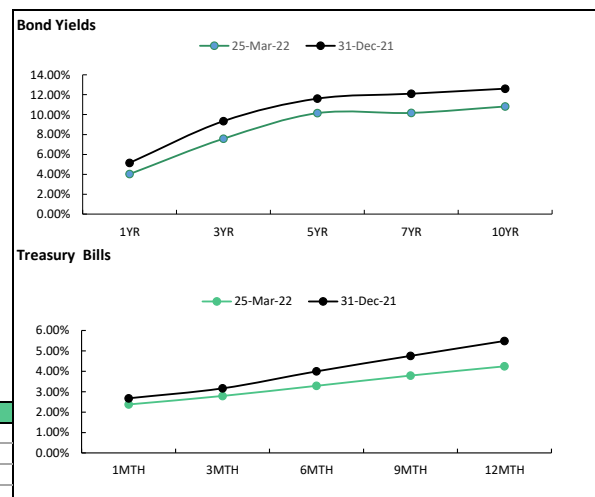 Bond Yields
25-Mar-22 31-Dec-21
14.00%
12.00%
10.00%
8.00%
6.00%
4.00%
2.00%
0.00%
1YR 3YR 5YR 7YR 10YR
Treasury Bills
25-Mar-22 31-Dec-21
6.00%
5.00%
4.00%
3.00%
2.00%
1.00%
0.00%
1MTH 3MTH 6MTH 9MTH 12MTH